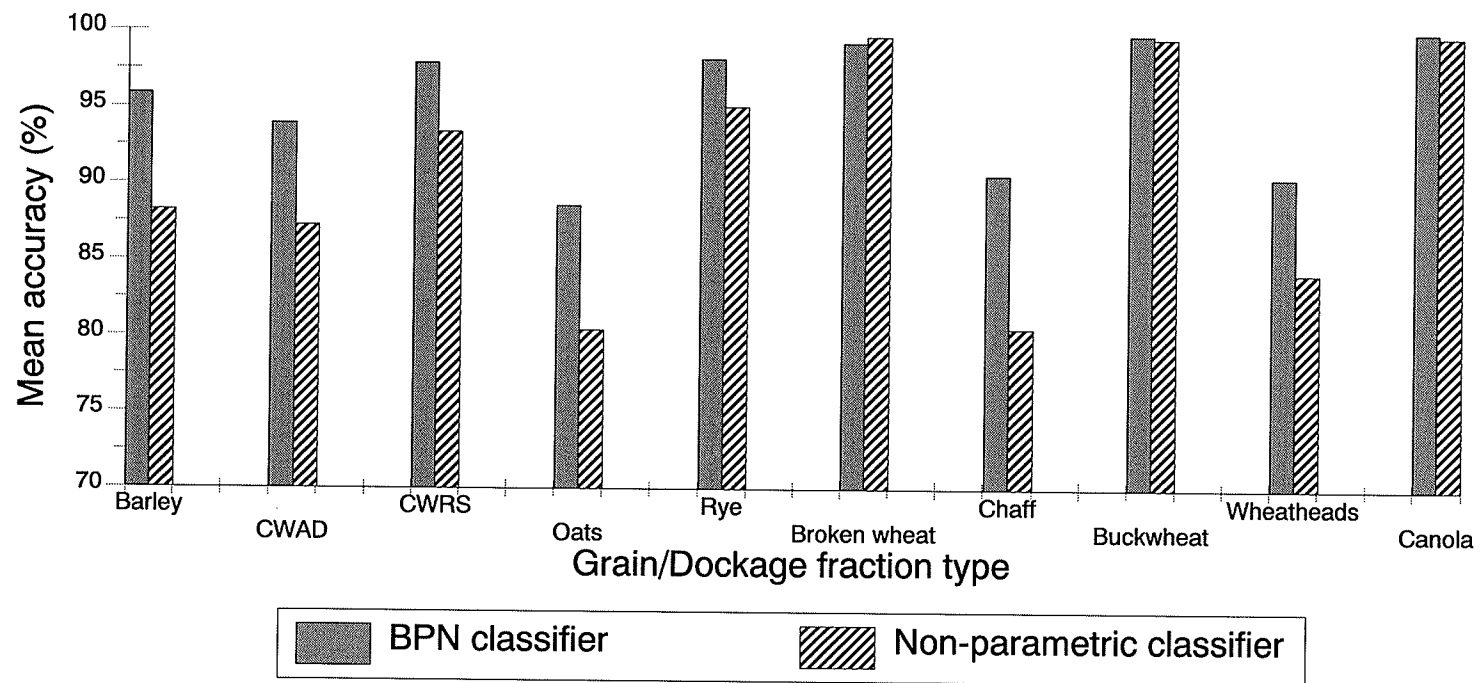 100
95
90
85
80
75
70
Mean accuracy (%)
Barley
CWAD
CWRS
Oats
Rye
Broken wheat
Chaff
Buckwheat
Wheatheads
Canola
Grain/Dockage fraction type
BPN classifier
Non-parametric classifier